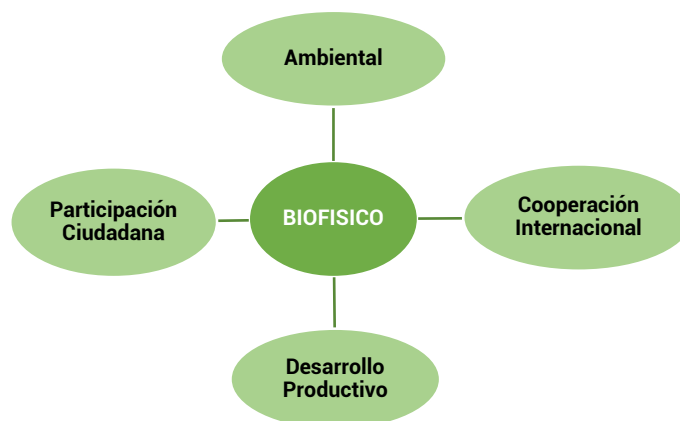 Ambiental
Participación
Ciudadana
BIOFISICO
Cooperación
Internacional
Desarrollo
Productivo